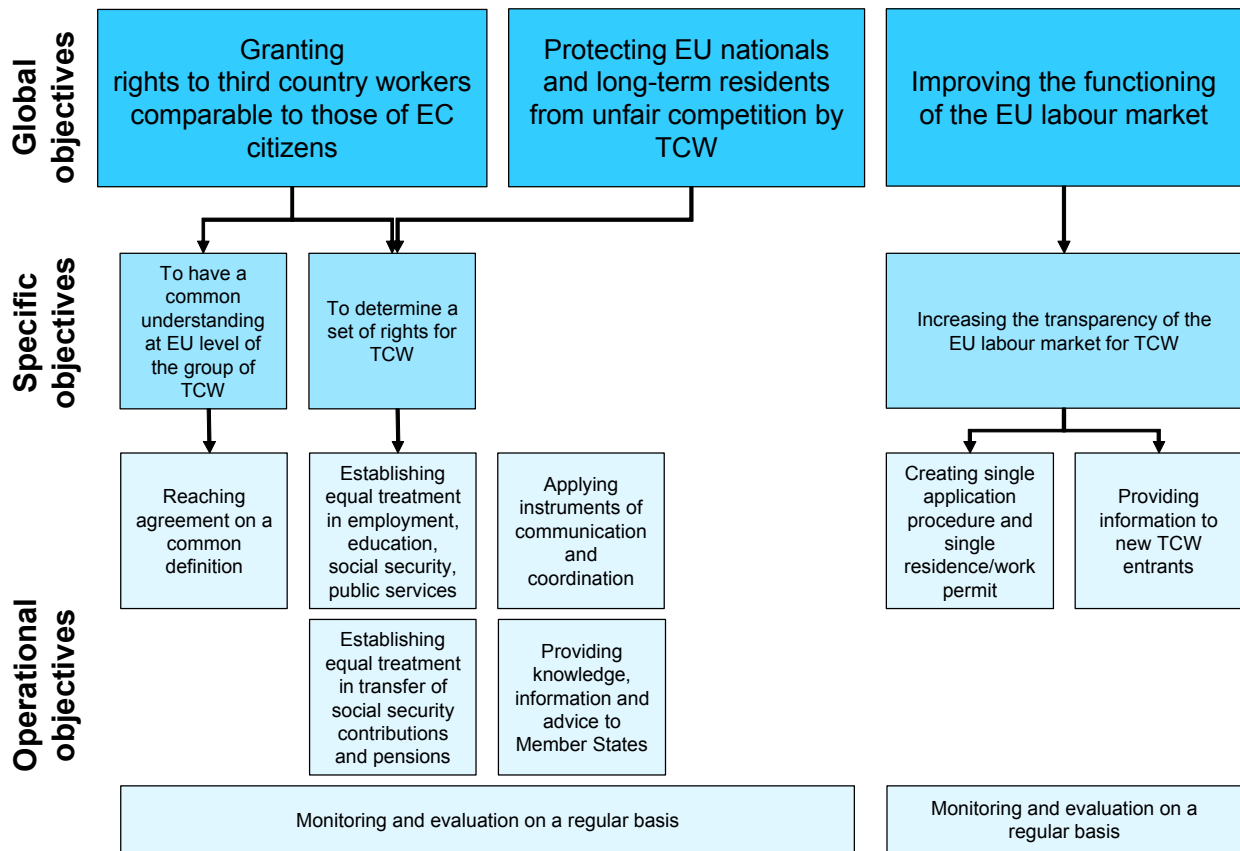 Global
objectives
Granting
rights to third country workers
comparable to those of EC
citizens
Protecting EU nationals
and long-term residents
from unfair competition by
TCW
Improving the functioning
of the EU labour market
Specific
objectives
To have a
common
understanding
at EU level of
the group of
TCW
To determine a
set of rights for
TCW
Increasing the transparency of the
EU labour market for TCW
Operational
objectives
Reaching
agreement on a
common
definition
Establishing
equal treatment
in employment,
education,
social security,
public services
Applying
instruments of
communication
and
coordination
Creating single
application
procedure and
single
residence/work
permit
Providing
information to
new TCW
entrants
Establishing
equal treatment
in transfer of
social security
contributions
and pensions
Providing
knowledge,
information and
advice to
Member States
Monitoring and evaluation on a regular basis
Monitoring and evaluation on a
regular basis